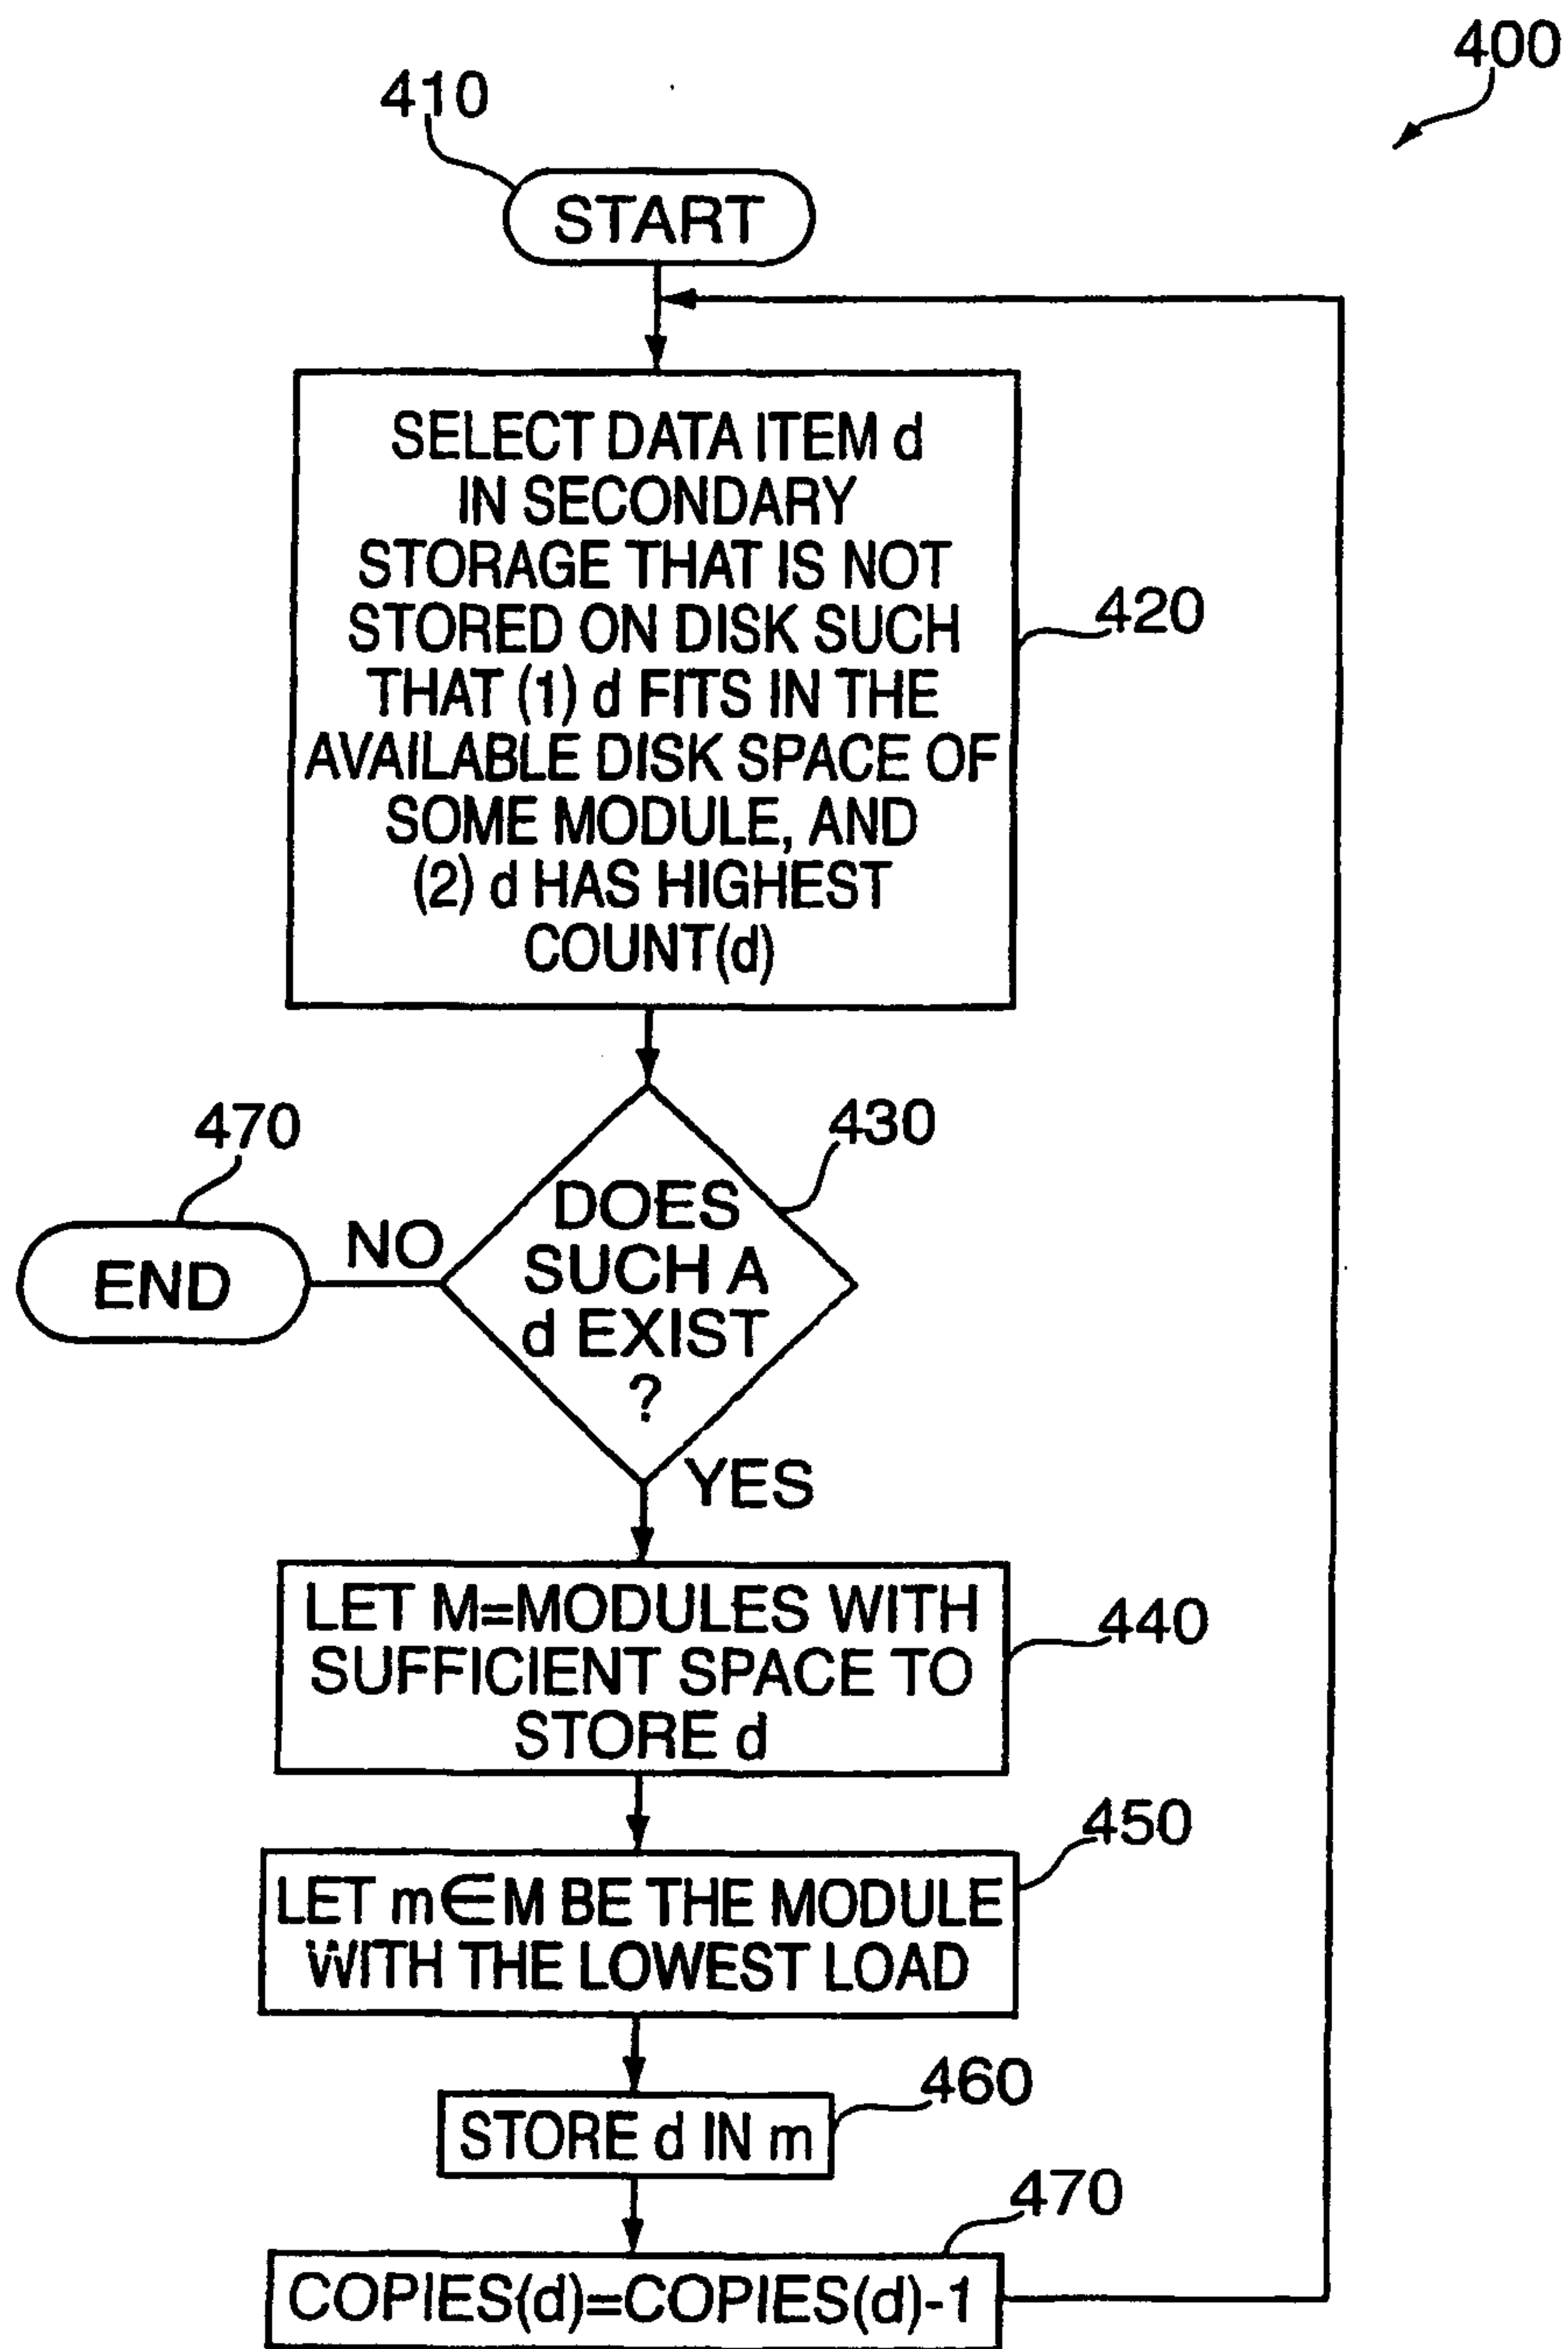 400
410
START
SELECT DATA ITEM d
IN SECONDARY
STORAGE THAT IS NOT
STORED ON DISK SUCH
THAT (1) d FITS IN THE
AVAILABLE DISK SPACE OF
SOME MODULE, AND
(2) d HAS HIGHEST
COUNT(d)
420
470
430
END
NO
DOES
SUCH A
d EXIST
?
YES
LET M=MODULES WITH
SUFFICIENT SPACE TO
STORE d
440
450
LET m∈M BE THE MODULE
WITH THE LOWEST LOAD
460
STORE d IN m
470
COPIES(d)=COPIES(d)-1